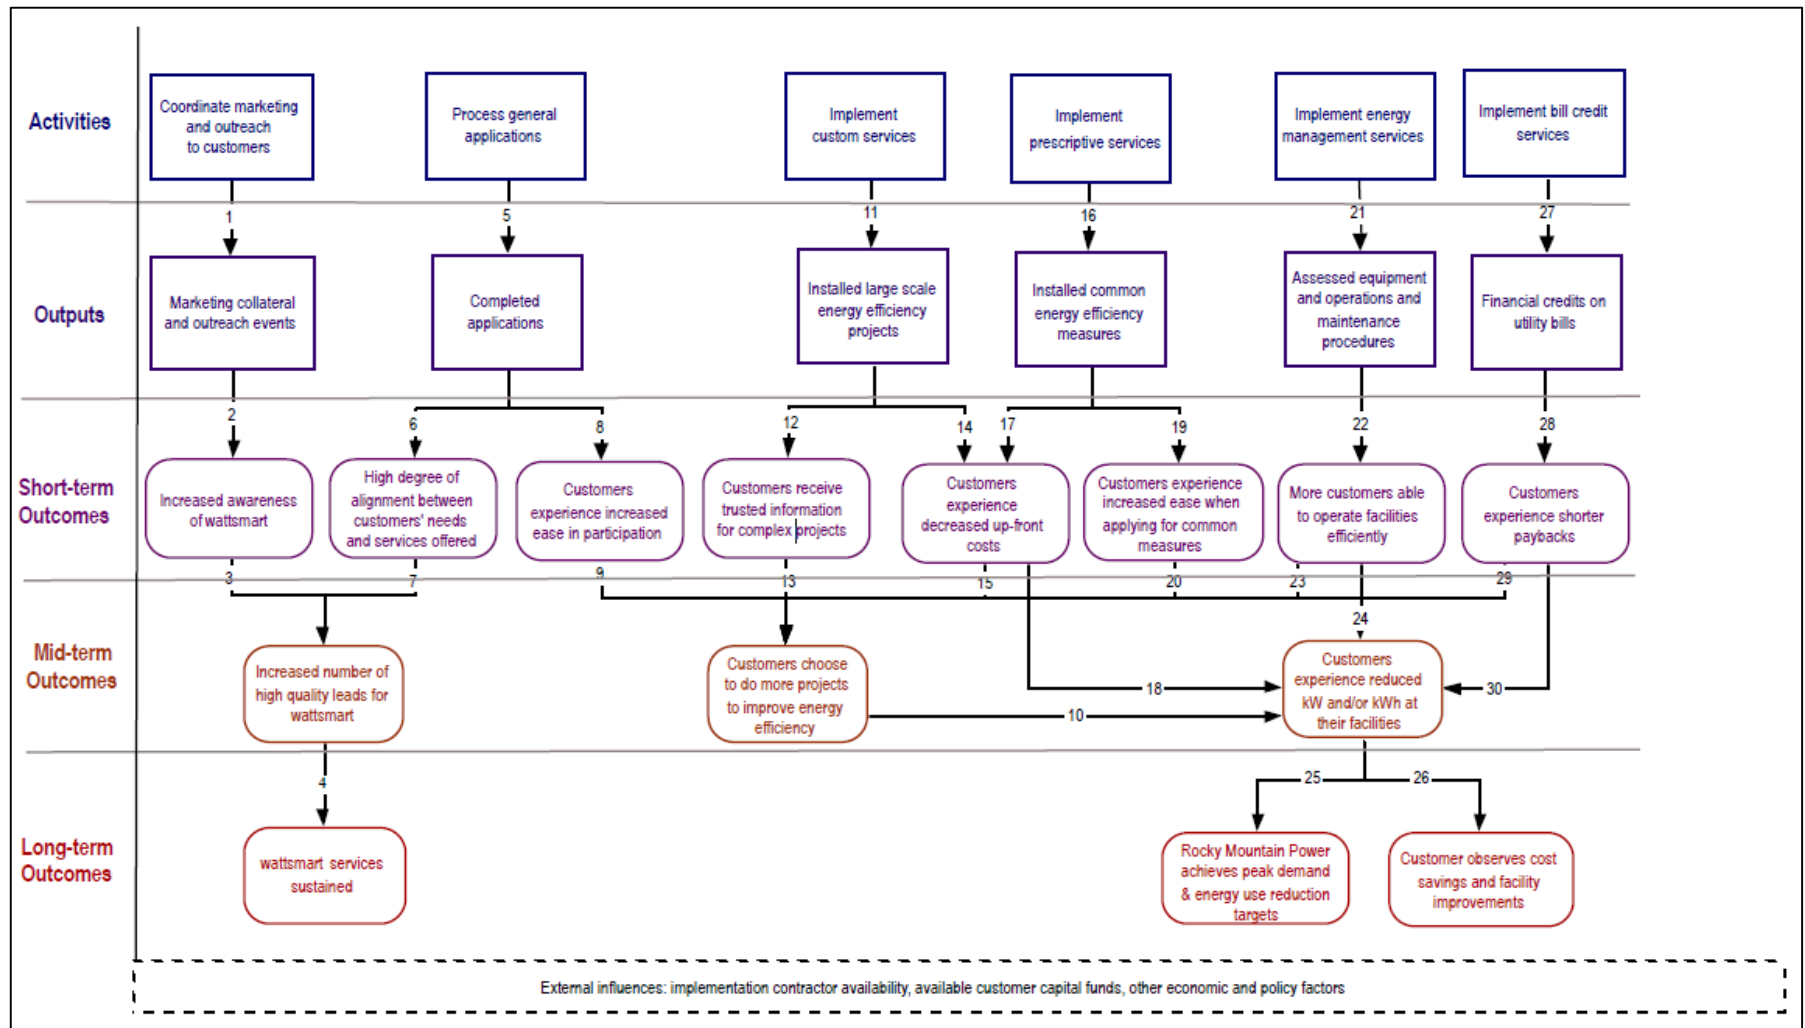 Activities
Coordinate marketing
and outreach
to customers
Process general
applications
Implement
custom services
Implement
prescriptive services
Implement energy
management services
Implement bill credit
services
1
5
11
16
21
27
Outputs
Marketing collateral
and outreach events
Completed
applications
Installed large scale
energy efficiency
projects
Installed common
energy efficiency
measures
Assessed equipment
and operations and
maintenance
procedures
Financial credits on
utility bills
2
6
8
12
14
17
19
22
28
Short-term
Outcomes
Increased awareness
of wattsmart
High degree of
alignment between
customers' needs
and services offered
Customers
experience increased
ease in participation
Customers receive
trusted information
for complex projects
Customers
experience
decreased up-front
costs
Customers experience
increased ease when
applying for common
measures
More customers able
to operate facilities
efficiently
Customers
experience shorter
paybacks
3
7
9
13
15
20
23
29
24
Mid-term
Outcomes
Increased number of
high quality leads for
wattsmart
Customers choose
to do more projects
to improve energy
efficiency
18
10
Customers
experience reduced
kW and/or kWh at
their facilities
30
4
25
26
Long-term
Outcomes
wattsmart services
sustained
Rocky Mountain Power
achieves peak demand
& energy use reduction
targets
Customer observes cost
savings and facility
improvements
External influences: implementation contractor availability, available customer capital funds, other economic and policy factors